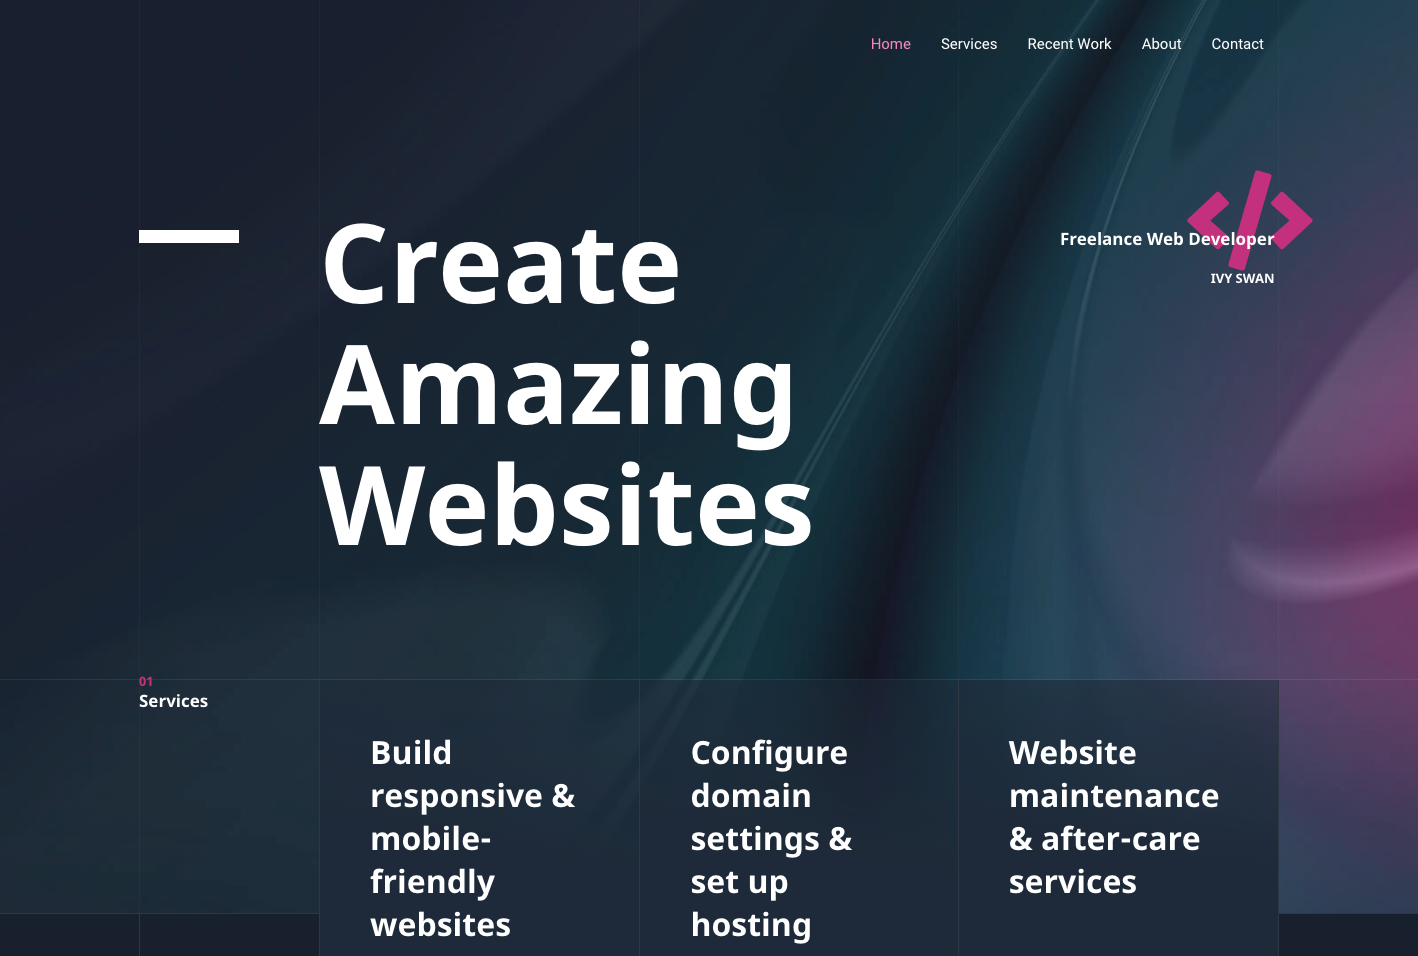 Home Services Recent Work About Contact
Create
Amazing
Websites
</>
Freelance Web Developer
IVY SWAN
01
Services
Build
responsive &
mobile-
friendly
websites
Configure
domain
settings &
set up
hosting
Website
maintenance
& after-care
services